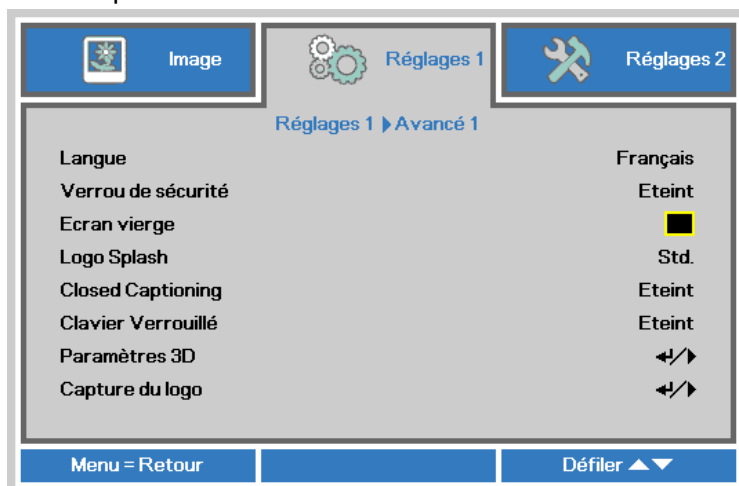 Image Réglages 1 Réglages 2
Réglages 1 Avancé 1
Langue Français
Verrou de sécurité Eteint
Ecran vierge
Logo Splash Std.
Closed Captioning Eteint
Clavier Verrouillé Eteint
Paramètres 3D ↵/▶
Capture du logo ↵/▶
Menu = Retour Défiler ▲▼